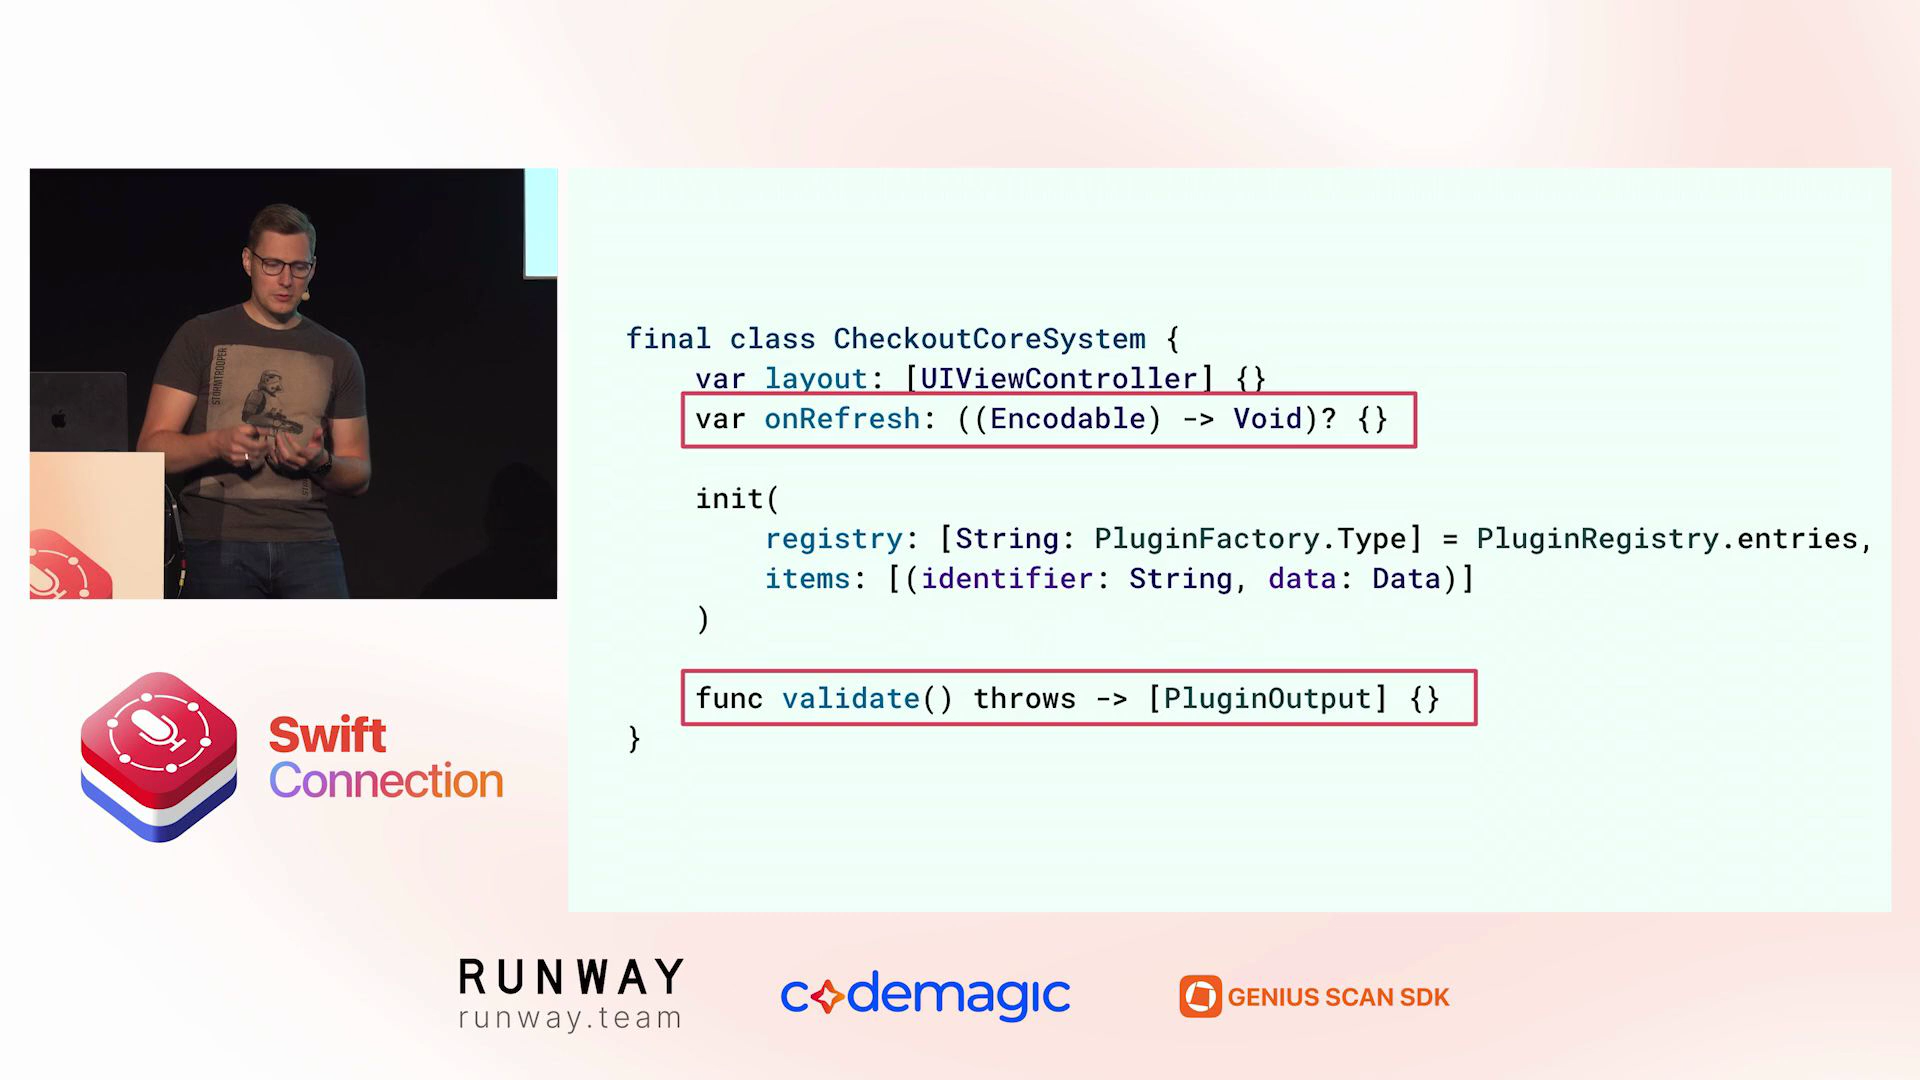 STORMTROOPER
final class CheckoutCoreSystem {
var layout: [UIViewController] {}
var onRefresh: ((Encodable) -> Void)? {}
init(
registry: [String: PluginFactory.Type] = PluginRegistry.entries,
items: [(identifier: String, data: Data)]
)
func validate() throws -> [PluginOutput] {}
}
Swift
Connection
RUNWAY
runway.team
codemagic
GENIUS SCAN SDK